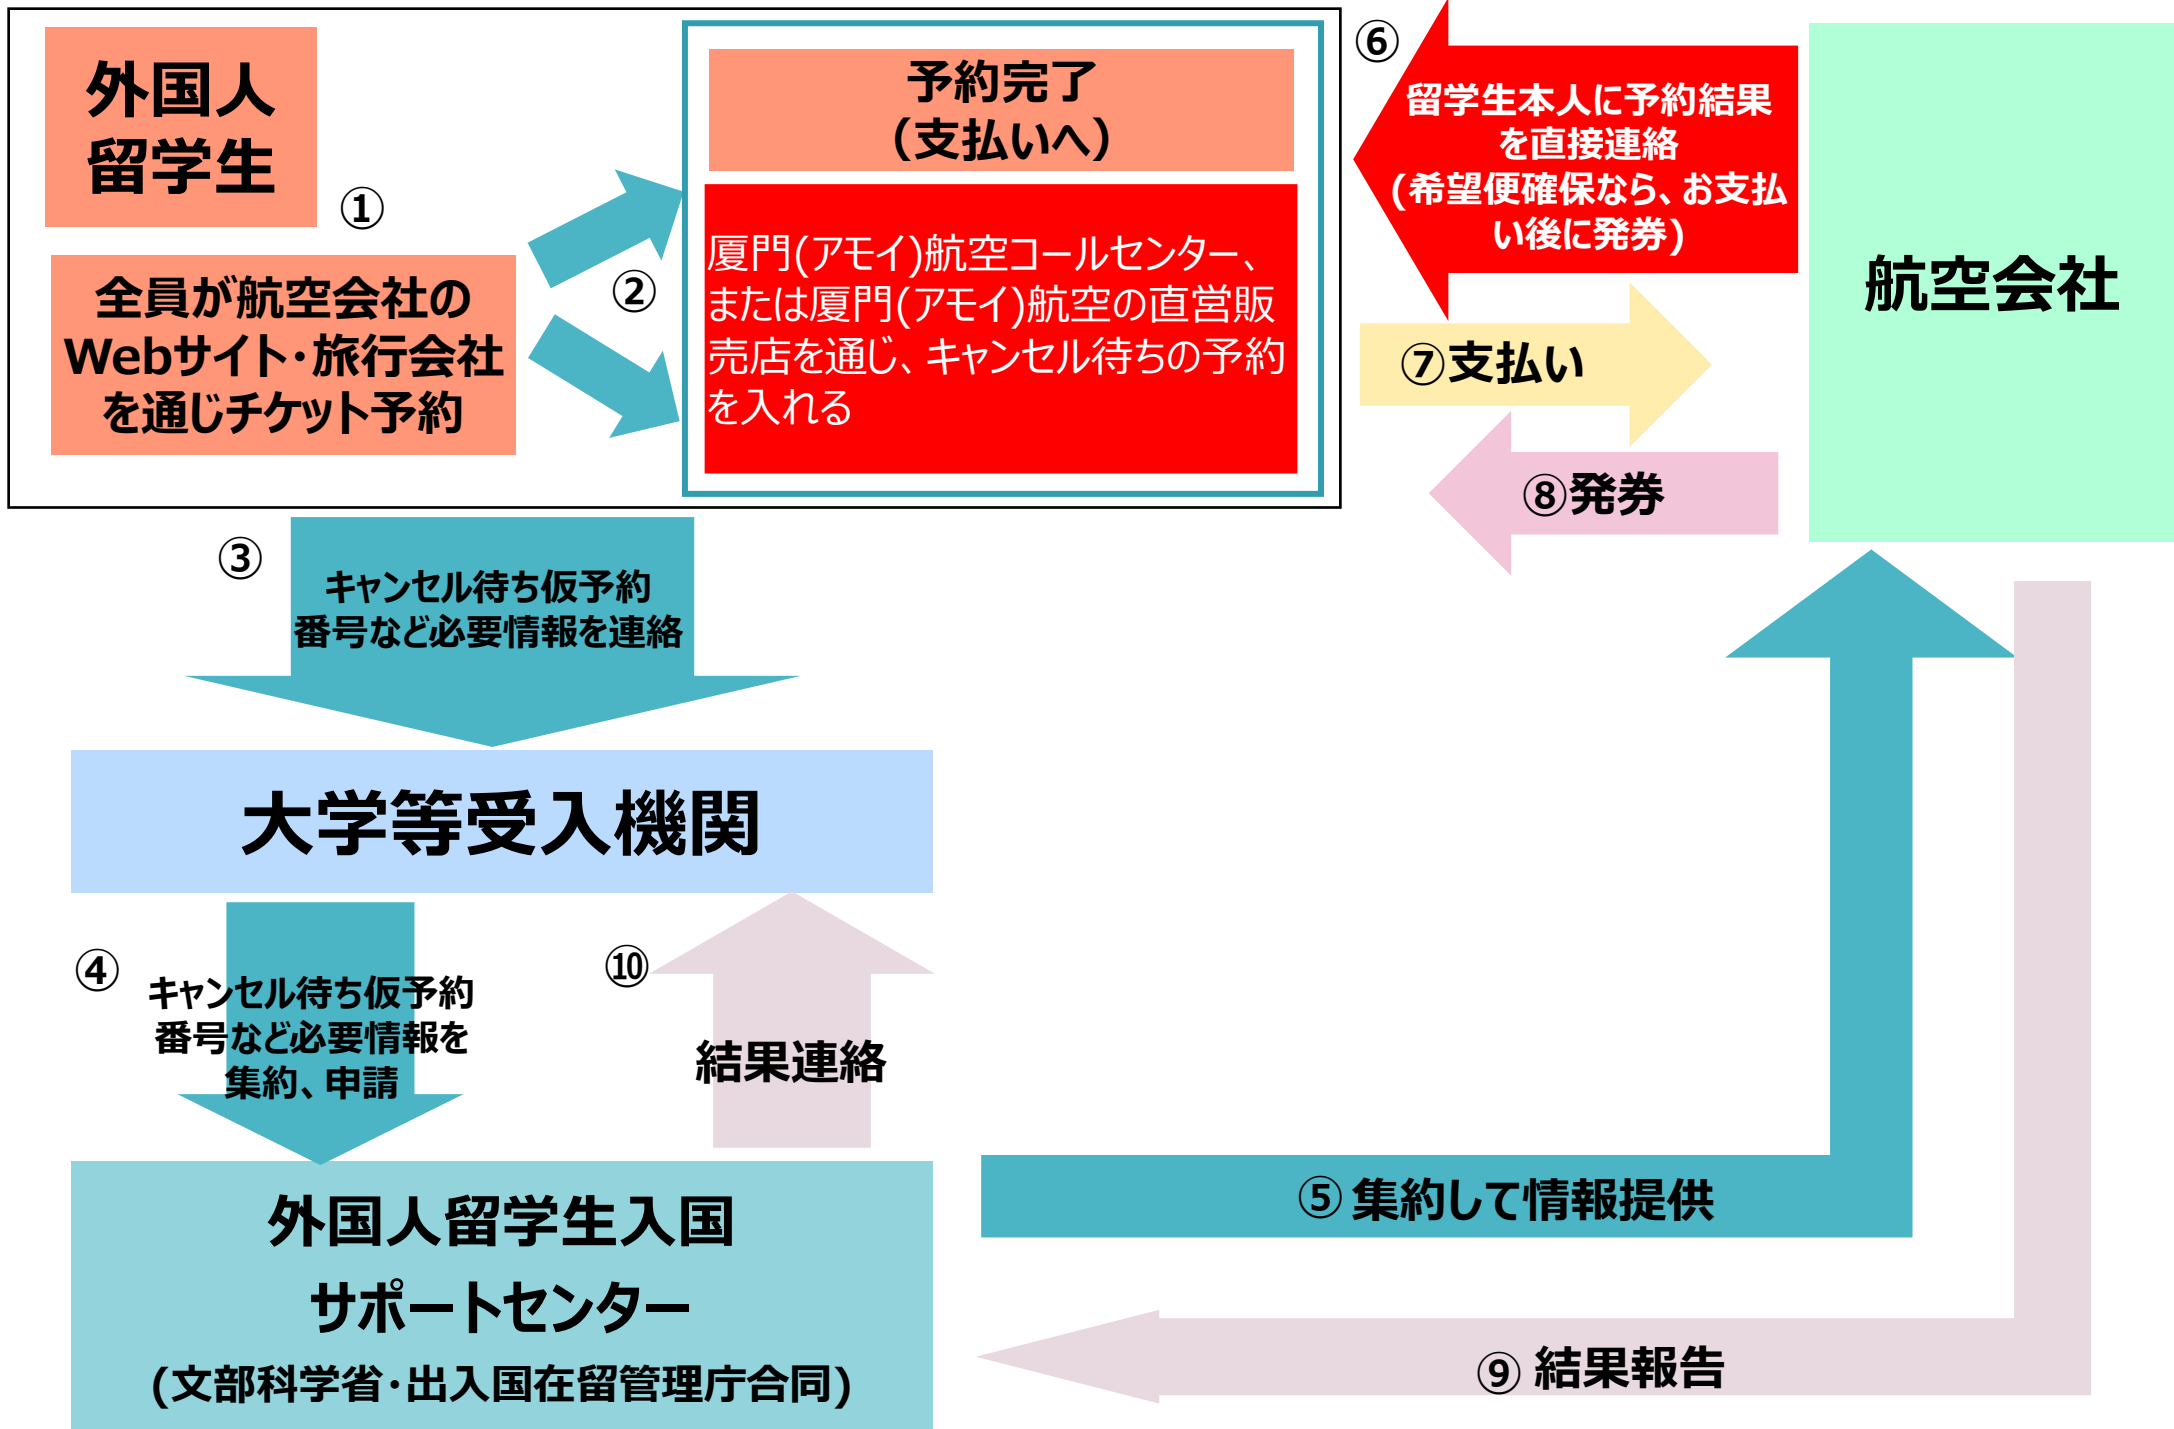 外国人
留学生
①
全員が航空会社の
Webサイト・旅行会社
を通じチケット予約
②
予約完了
（支払いへ）
厦門(アモイ)航空コールセンター、
または厦門(アモイ)航空の直営販
売店を通じ、キャンセル待ちの予約
を入れる
⑥
留学生本人に予約結果
を直接連絡
(希望便確保なら、お支払
い後に発券)
⑦支払い
⑧発券
航空会社
③
キャンセル待ち仮予約
番号など必要情報を連絡
大学等受入機関
④
キャンセル待ち仮予約
番号など必要情報を
集約、申請
⑩
結果連絡
外国人留学生入国
サポートセンター
(文部科学省・出入国在留管理庁合同)
⑤集約して情報提供
⑨ 結果報告